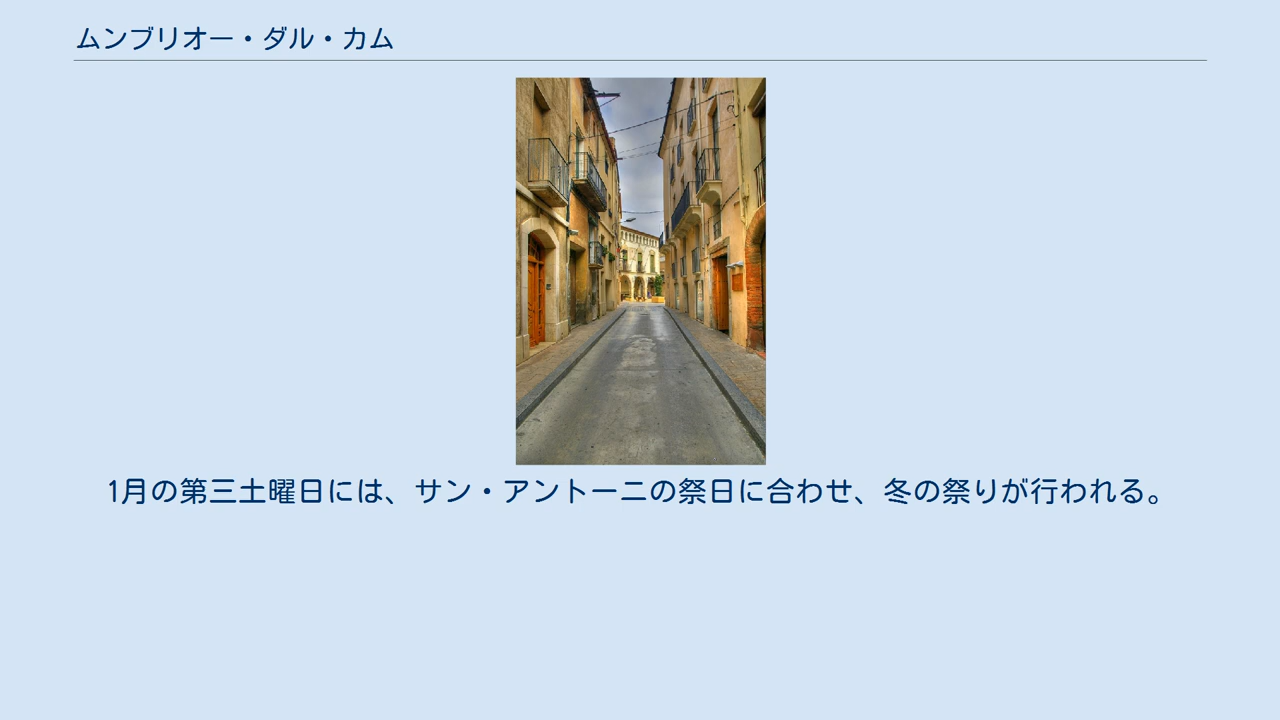 ムンブリオー・ダル・カム
1月の第三土曜日には、サン・アントーニの祭日に合わせ、冬の祭りが行われる。